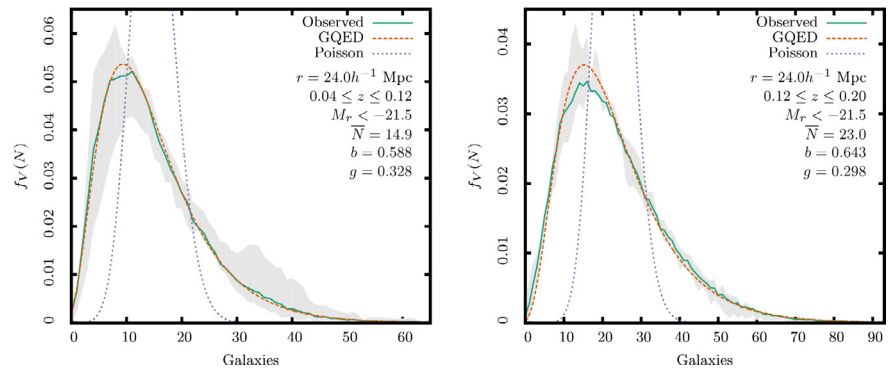 0.06
0.05
0.04
0.03
0.02
0.01
0
f_V(N)
0 10 20 30 40 50 60
Galaxies
Observed
GQED
Poisson
r = 24.0h⁻¹ Mpc
0.04 ≤ z ≤ 0.12
M_r < −21.5
N̅ = 14.9
b = 0.588
g = 0.328
0.04
0.03
0.02
0.01
0
f_V(N)
0 10 20 30 40 50 60 70 80 90
Galaxies
Observed
GQED
Poisson
r = 24.0h⁻¹ Mpc
0.12 ≤ z ≤ 0.20
M_r < −21.5
N̅ = 23.0
b = 0.643
g = 0.298